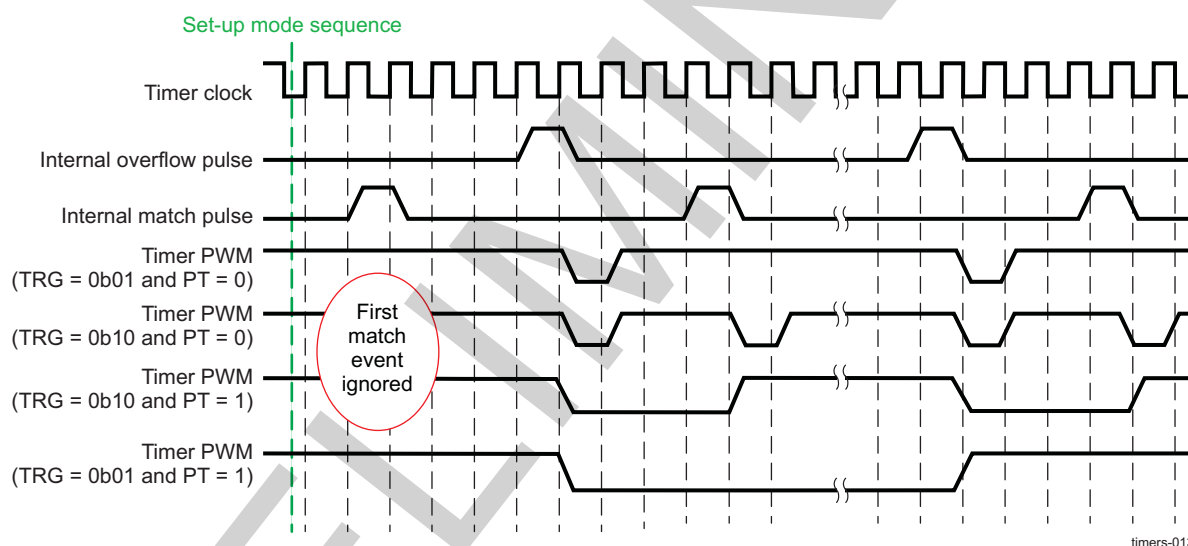 Set-up mode sequence
Timer clock
Internal overflow pulse
Internal match pulse
Timer PWM
(TRG = 0b01 and PT = 0)
Timer PWM
(TRG = 0b10 and PT = 0)
Timer PWM
(TRG = 0b10 and PT = 1)
Timer PWM
(TRG = 0b01 and PT = 1)
First
match
event
ignored